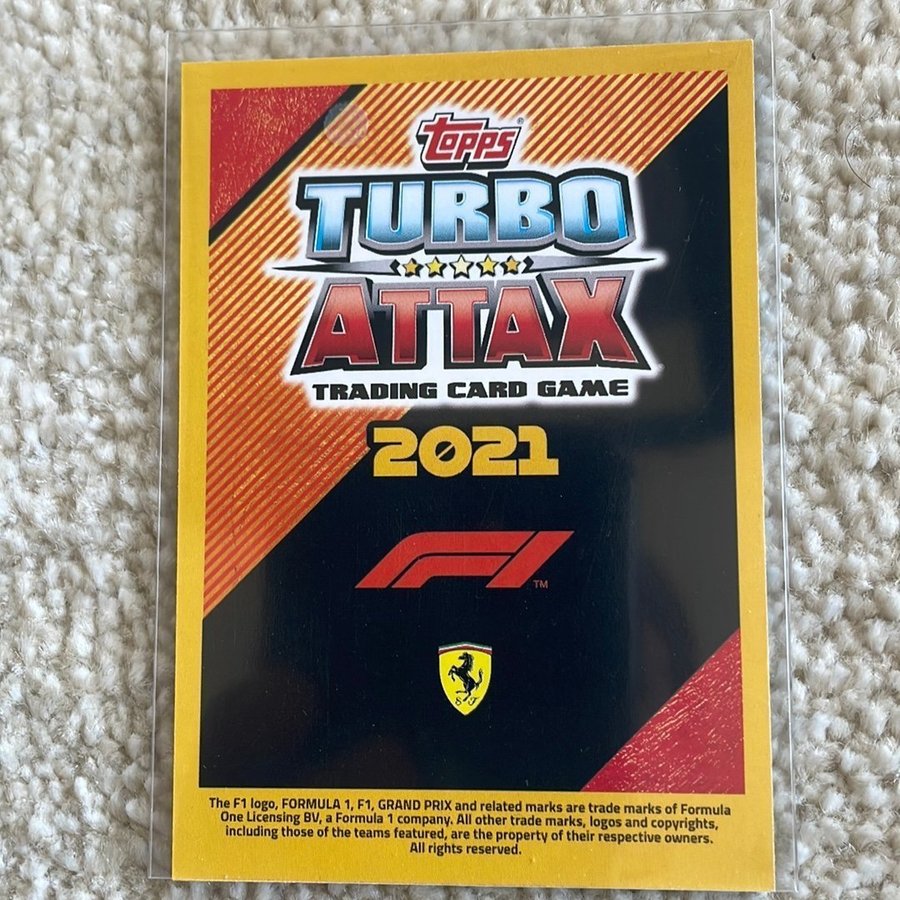 Topps®
TURBO
ATTAX
TRADING CARD GAME
2021
F1™
S F
The F1 logo, FORMULA 1, F1, GRAND PRIX and related marks are trade marks of Formula
One Licensing BV, a Formula 1 company. All other trade marks, logos and copyrights,
including those of the teams featured, are the property of their respective owners.
All rights reserved.